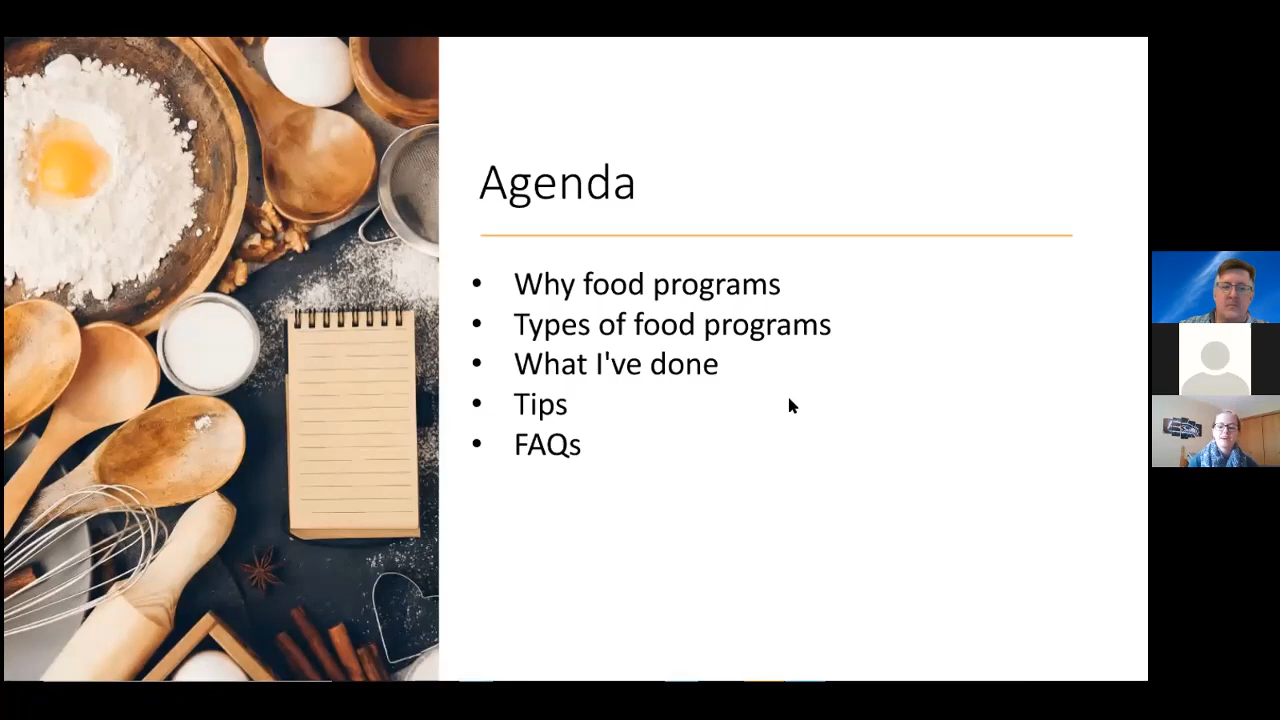 Agenda
• Why food programs
• Types of food programs
• What I've done
• Tips
• FAQs